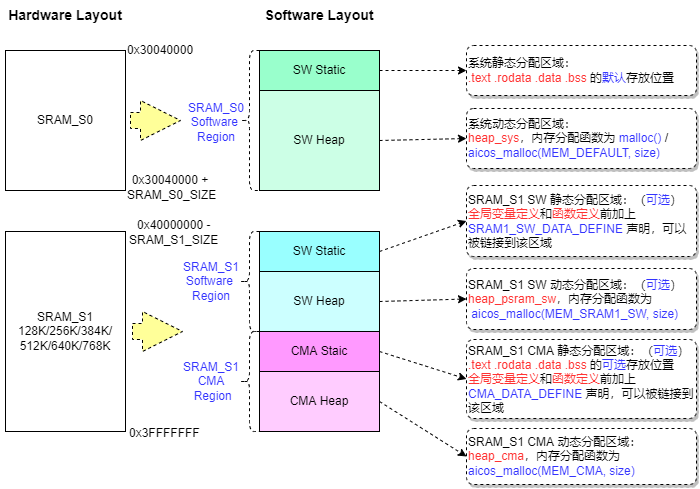 Hardware Layout
Software Layout
0x30040000
SRAM_S0
0x30040000 +
SRAM_S0_SIZE
SRAM_S0
Software
Region
SW Static
SW Heap
系统静态分配区域：
.text .rodata .data .bss 的默认存放位置
系统动态分配区域：
heap_sys，内存分配函数为 malloc() /
aicos_malloc(MEM_DEFAULT, size)
0x40000000 -
SRAM_S1_SIZE
SRAM_S1
128K/256K/384K/
512K/640K/768K
0x3FFFFFFF
SRAM_S1
Software
Region
SRAM_S1
CMA
Region
SW Static
SW Heap
CMA Staic
CMA Heap
SRAM_S1 SW 静态分配区域：（可选）
全局变量定义和函数定义前加上
SRAM1_SW_DATA_DEFINE 声明，可以
被链接到该区域
SRAM_S1 SW 动态分配区域：（可选）
heap_psram_sw，内存分配函数为
aicos_malloc(MEM_SRAM1_SW, size)
SRAM_S1 CMA 静态分配区域：（可选）
.text .rodata .data .bss 的可选存放位置
全局变量定义和函数定义前加上
CMA_DATA_DEFINE 声明，可以被链接到
该区域
SRAM_S1 CMA 动态分配区域：
heap_cma，内存分配函数为
aicos_malloc(MEM_CMA, size)